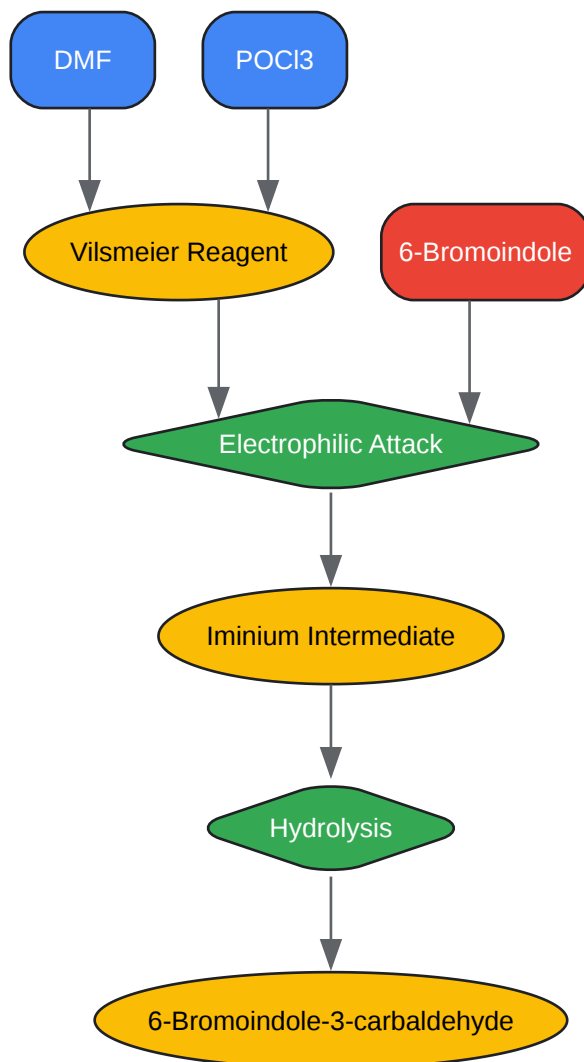 DMF
POCl3
Vilsmeier Reagent
6-Bromoindole
Electrophilic Attack
Iminium Intermediate
Hydrolysis
6-Bromoindole-3-carbaldehyde